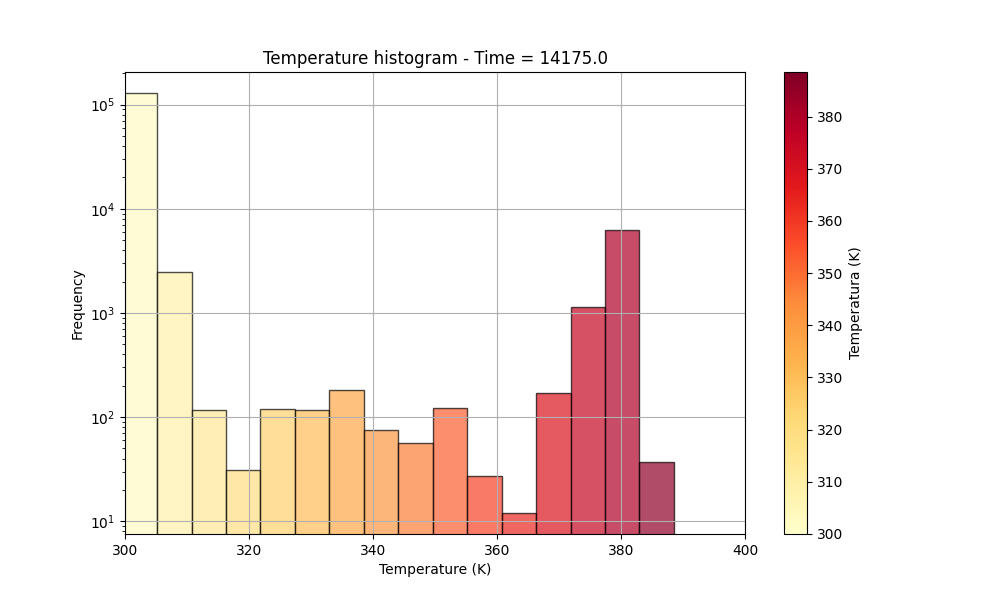 Temperature histogram - Time = 14175.0
Frequency
10^5
10^4
10^3
10^2
10^1
300 320 340 360 380 400
Temperature (K)
380
370
360
350
340
330
320
310
300
Temperatura (K)